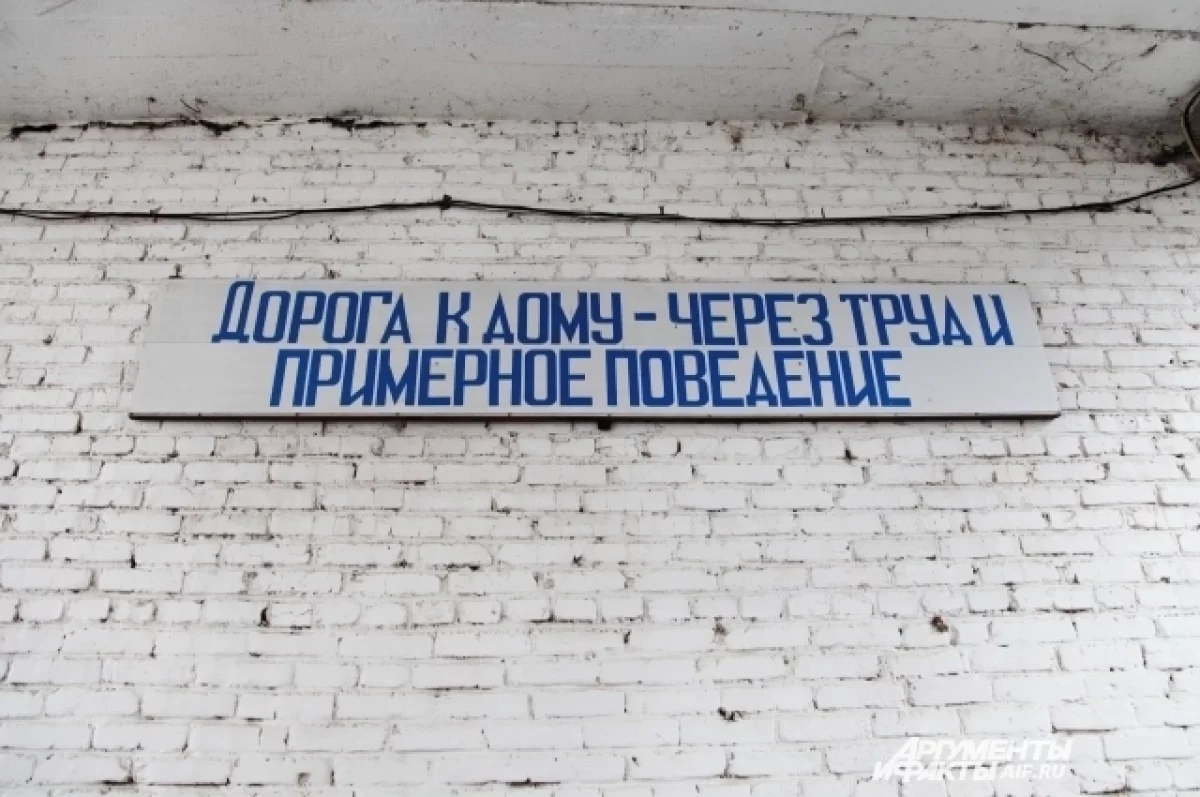 ДОРОГА К ДОМУ - ЧЕРЕЗ ТРУД И
ПРИМЕРНОЕ ПОВЕДЕНИЕ
АРГУМЕНТЫ
И ФАКТЫ AIF.RU